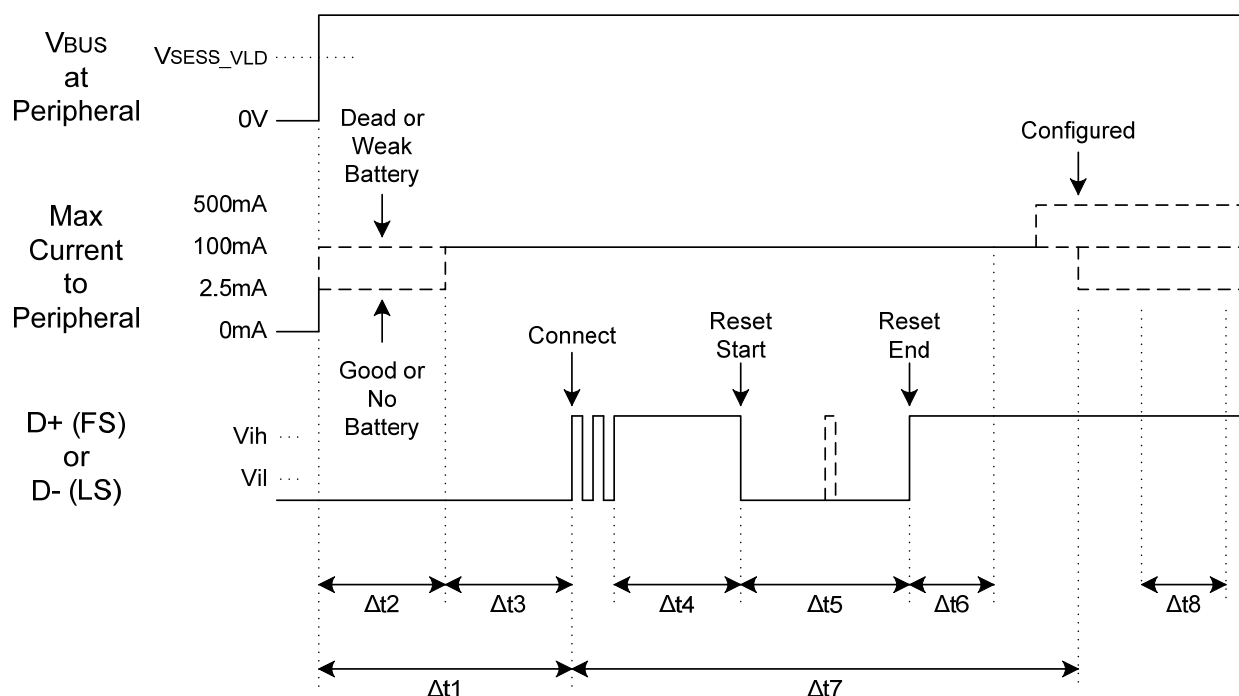 VBUS
at
Peripheral
VSESS_VLD
0V
Dead or
Weak
Battery
Configured
Max
Current
to
Peripheral
500mA
100mA
2.5mA
0mA
Good or
No
Battery
Connect
Reset
Start
Reset
End
D+ (FS)
or
D- (LS)
Vih
Vil
Δt2
Δt3
Δt4
Δt5
Δt6
Δt8
Δt1
Δt7